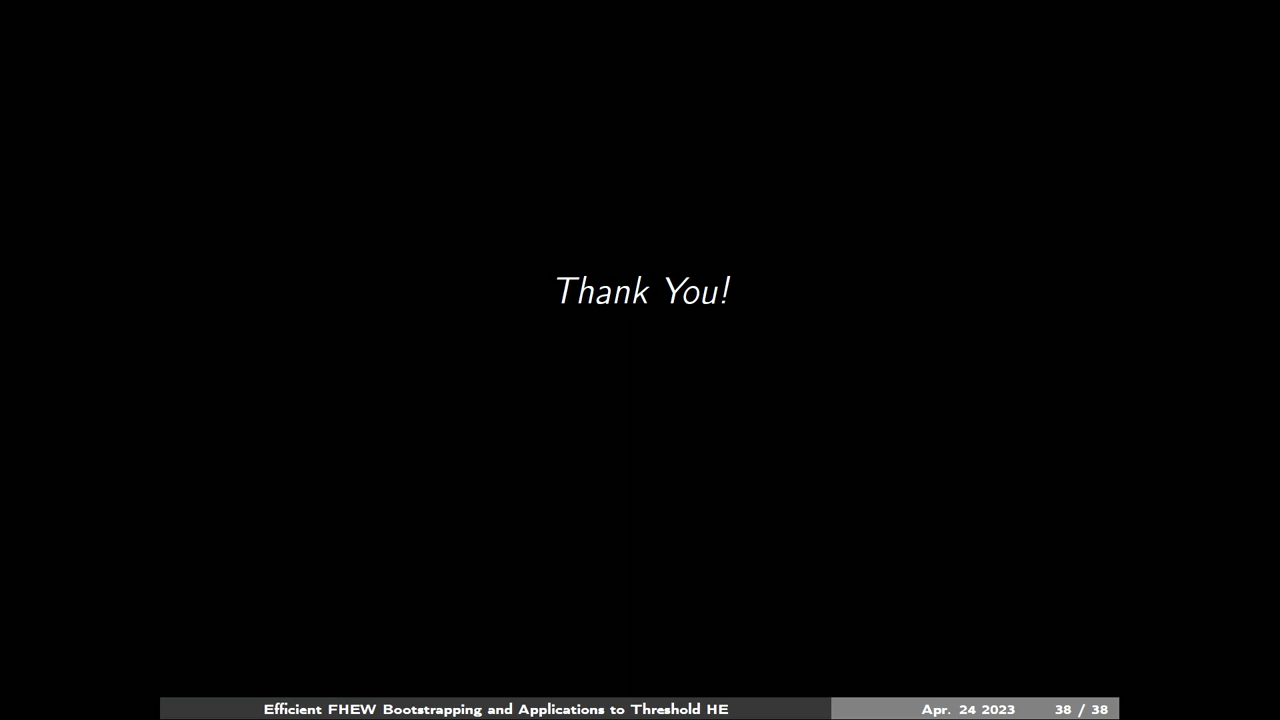 Thank You!
Efficient FHEW Bootstrapping and Applications to Threshold HE Apr. 24 2023 38 / 38